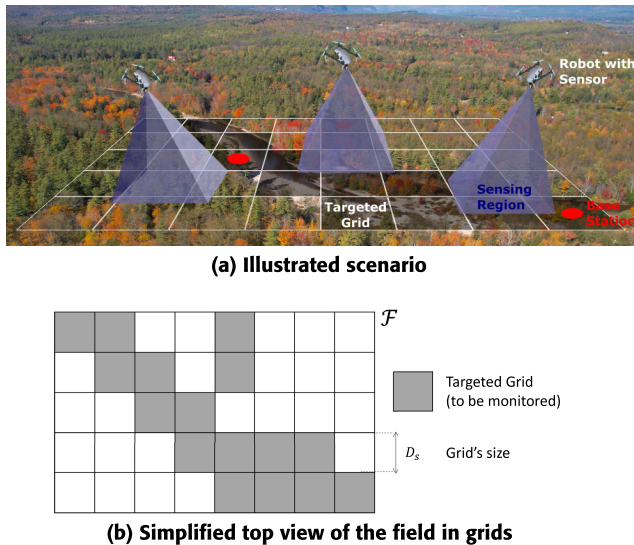 Robot with
Sensor
Sensing
Region
Targeted
Grid
Base
Station
(a) Illustrated scenario
ℱ
Targeted Grid
(to be monitored)
Dₛ
Grid's size
(b) Simplified top view of the field in grids